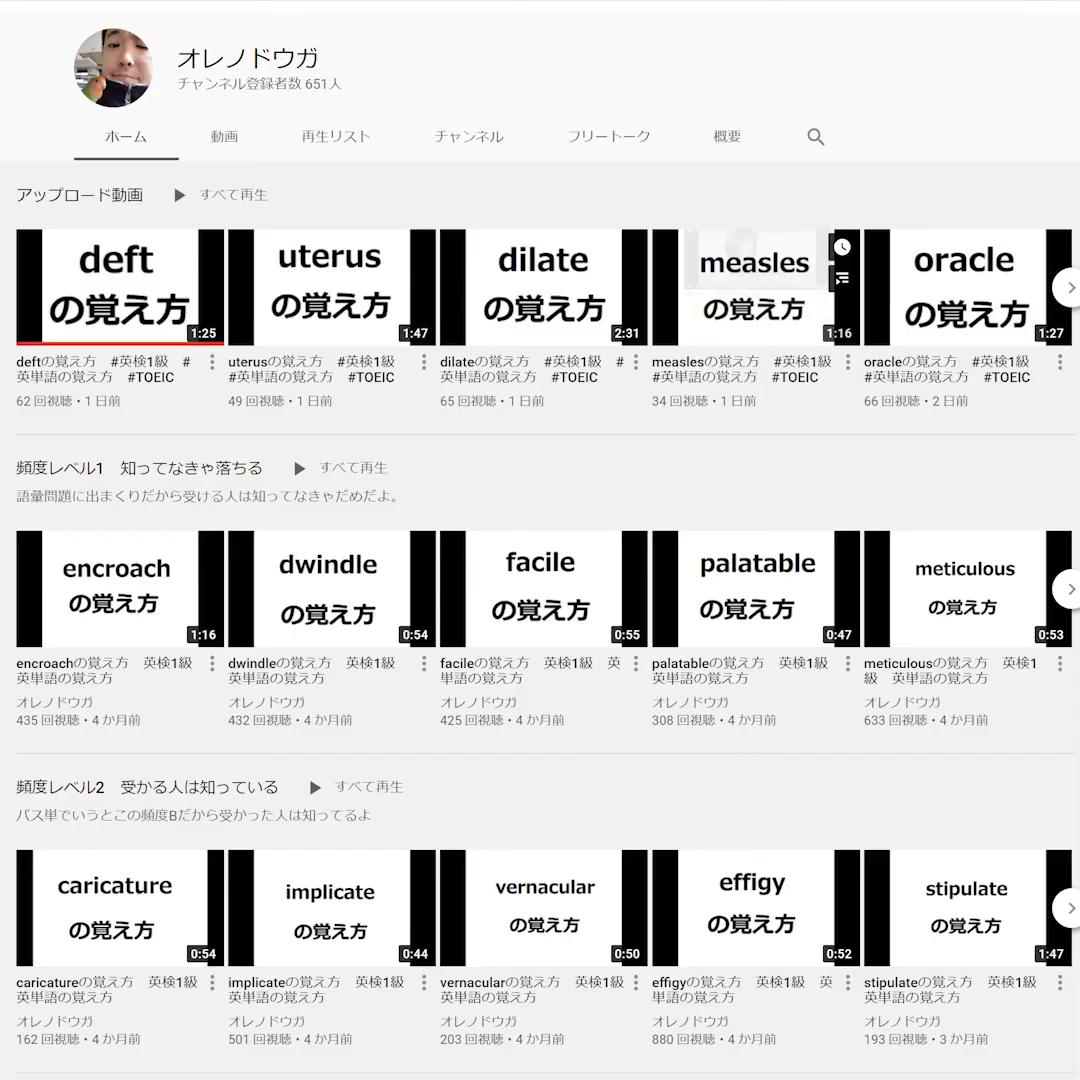 オレノドウガ
チャンネル登録者数 651人
ホーム 動画 再生リスト チャンネル フリートーク 概要
アップロード動画 すべて再生
deft
の覚え方
1:25
deftの覚え方　#英検1級　#
英単語の覚え方　#TOEIC
62 回視聴・1 日前
uterus
の覚え方
1:47
uterusの覚え方　#英検1級
#英単語の覚え方　#TOEIC
49 回視聴・1 日前
dilate
の覚え方
2:31
dilateの覚え方　#英検1級　#
英単語の覚え方　#TOEIC
65 回視聴・1 日前
measles
の覚え方
1:16
measlesの覚え方　#英検1級
#英単語の覚え方　#TOEIC
34 回視聴・1 日前
oracle
の覚え方
1:27
oracleの覚え方　#英検1級
#英単語の覚え方　#TOEIC
66 回視聴・2 日前
頻度レベル1　知ってなきゃ落ちる すべて再生
語彙問題に出まくりだから受ける人は知ってなきゃだめだよ。
encroach
の覚え方
1:16
encroachの覚え方　英検1級
英単語の覚え方
オレノドウガ
435 回視聴・4 か月前
dwindle
の覚え方
0:54
dwindleの覚え方　英検1級
英単語の覚え方
オレノドウガ
432 回視聴・4 か月前
facile
の覚え方
0:55
facileの覚え方　英検1級　英
単語の覚え方
オレノドウガ
425 回視聴・4 か月前
palatable
の覚え方
0:47
palatableの覚え方　英検1級
英単語の覚え方
オレノドウガ
308 回視聴・4 か月前
meticulous
の覚え方
0:53
meticulousの覚え方　英検1
級　英単語の覚え方
オレノドウガ
633 回視聴・4 か月前
頻度レベル2　受かる人は知っている すべて再生
パス単でいうとこの頻度Bだから受かった人は知ってるよ
caricature
の覚え方
0:54
caricatureの覚え方　英検1級
英単語の覚え方
オレノドウガ
162 回視聴・4 か月前
implicate
の覚え方
0:44
implicateの覚え方　英検1級
英単語の覚え方
オレノドウガ
501 回視聴・4 か月前
vernacular
の覚え方
0:50
vernacularの覚え方　英検1級
英単語の覚え方
オレノドウガ
203 回視聴・4 か月前
effigy
の覚え方
0:52
effigyの覚え方　英検1級　英
単語の覚え方
オレノドウガ
880 回視聴・4 か月前
stipulate
の覚え方
1:47
stipulateの覚え方　英検1級
英単語の覚え方
オレノドウガ
193 回視聴・3 か月前